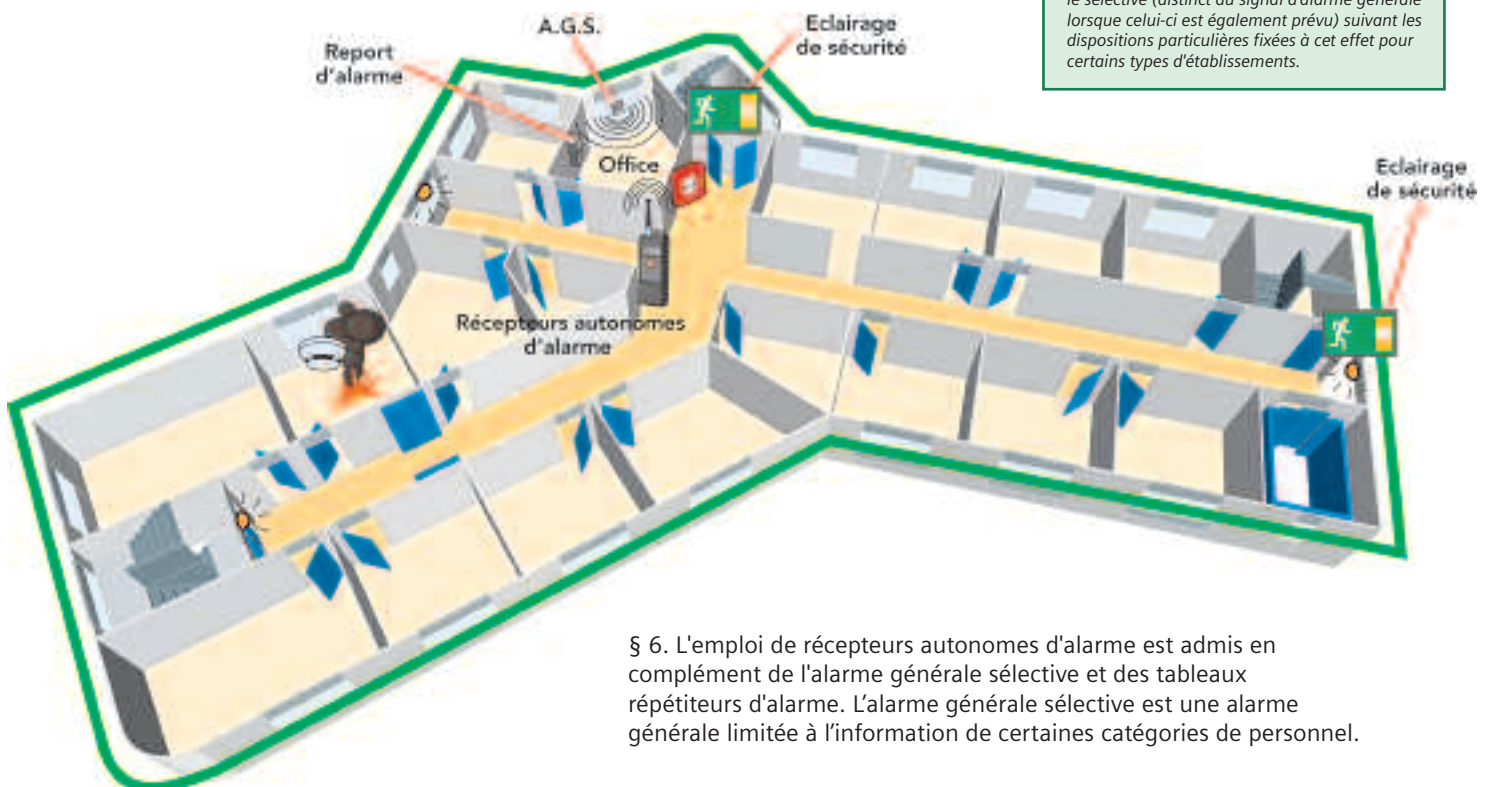 le sélective (distinct du signal d'alarme générale
lorsque celui-ci est également prévu) suivant les
dispositions particulières fixées à cet effet pour
certains types d'établissements.
A.G.S.
Eclairage
de sécurité
Report
d'alarme
Office
Eclairage
de sécurité
Récepteurs autonomes
d'alarme
§ 6. L'emploi de récepteurs autonomes d'alarme est admis en
complément de l'alarme générale sélective et des tableaux
répétiteurs d'alarme. L’alarme générale sélective est une alarme
générale limitée à l’information de certaines catégories de personnel.